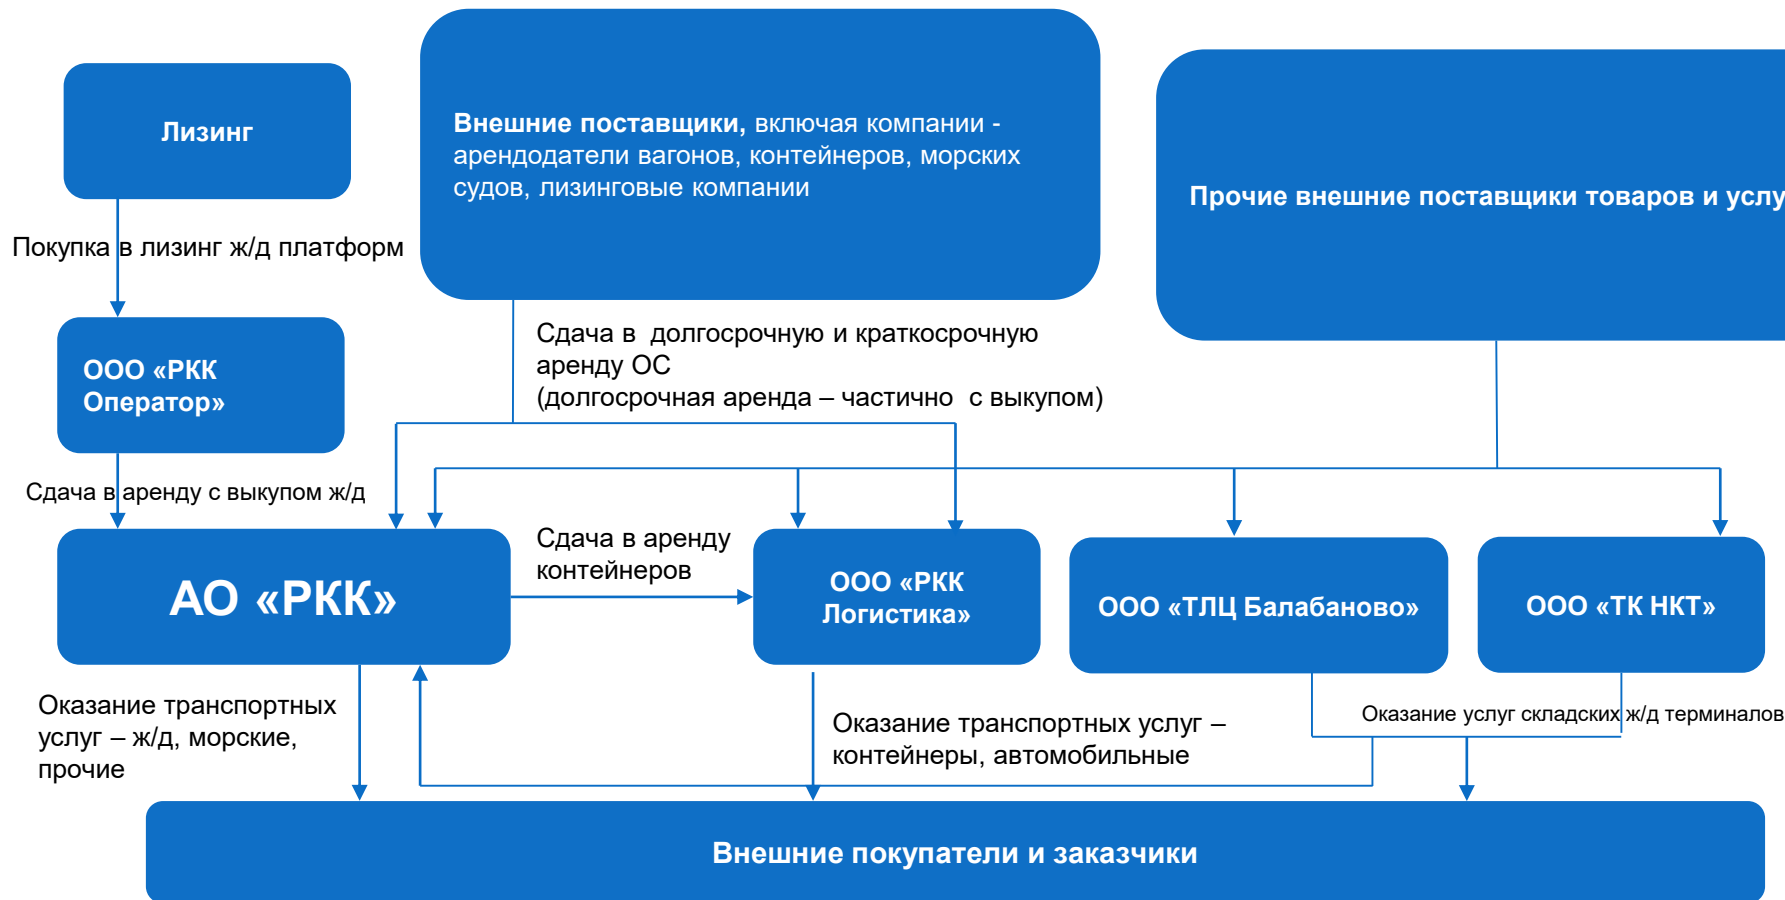 Лизинг
Внешние поставщики, включая компании -
арендодатели вагонов, контейнеров, морских
судов, лизинговые компании
Прочие внешние поставщики товаров и услу
Покупка в лизинг ж/д платформ
ООО «РКК
Оператор»
Сдача в  долгосрочную и краткосрочную
аренду ОС
(долгосрочная аренда – частично  с выкупом)
Сдача в аренду с выкупом ж/д
АО «РКК»
Сдача в аренду
контейнеров
ООО «РКК
Логистика»
ООО «ТЛЦ Балабаново»
ООО «ТК НКТ»
Оказание транспортных
услуг – ж/д, морские,
прочие
Оказание транспортных услуг –
контейнеры, автомобильные
Оказание услуг складских ж/д терминалов
Внешние покупатели и заказчики